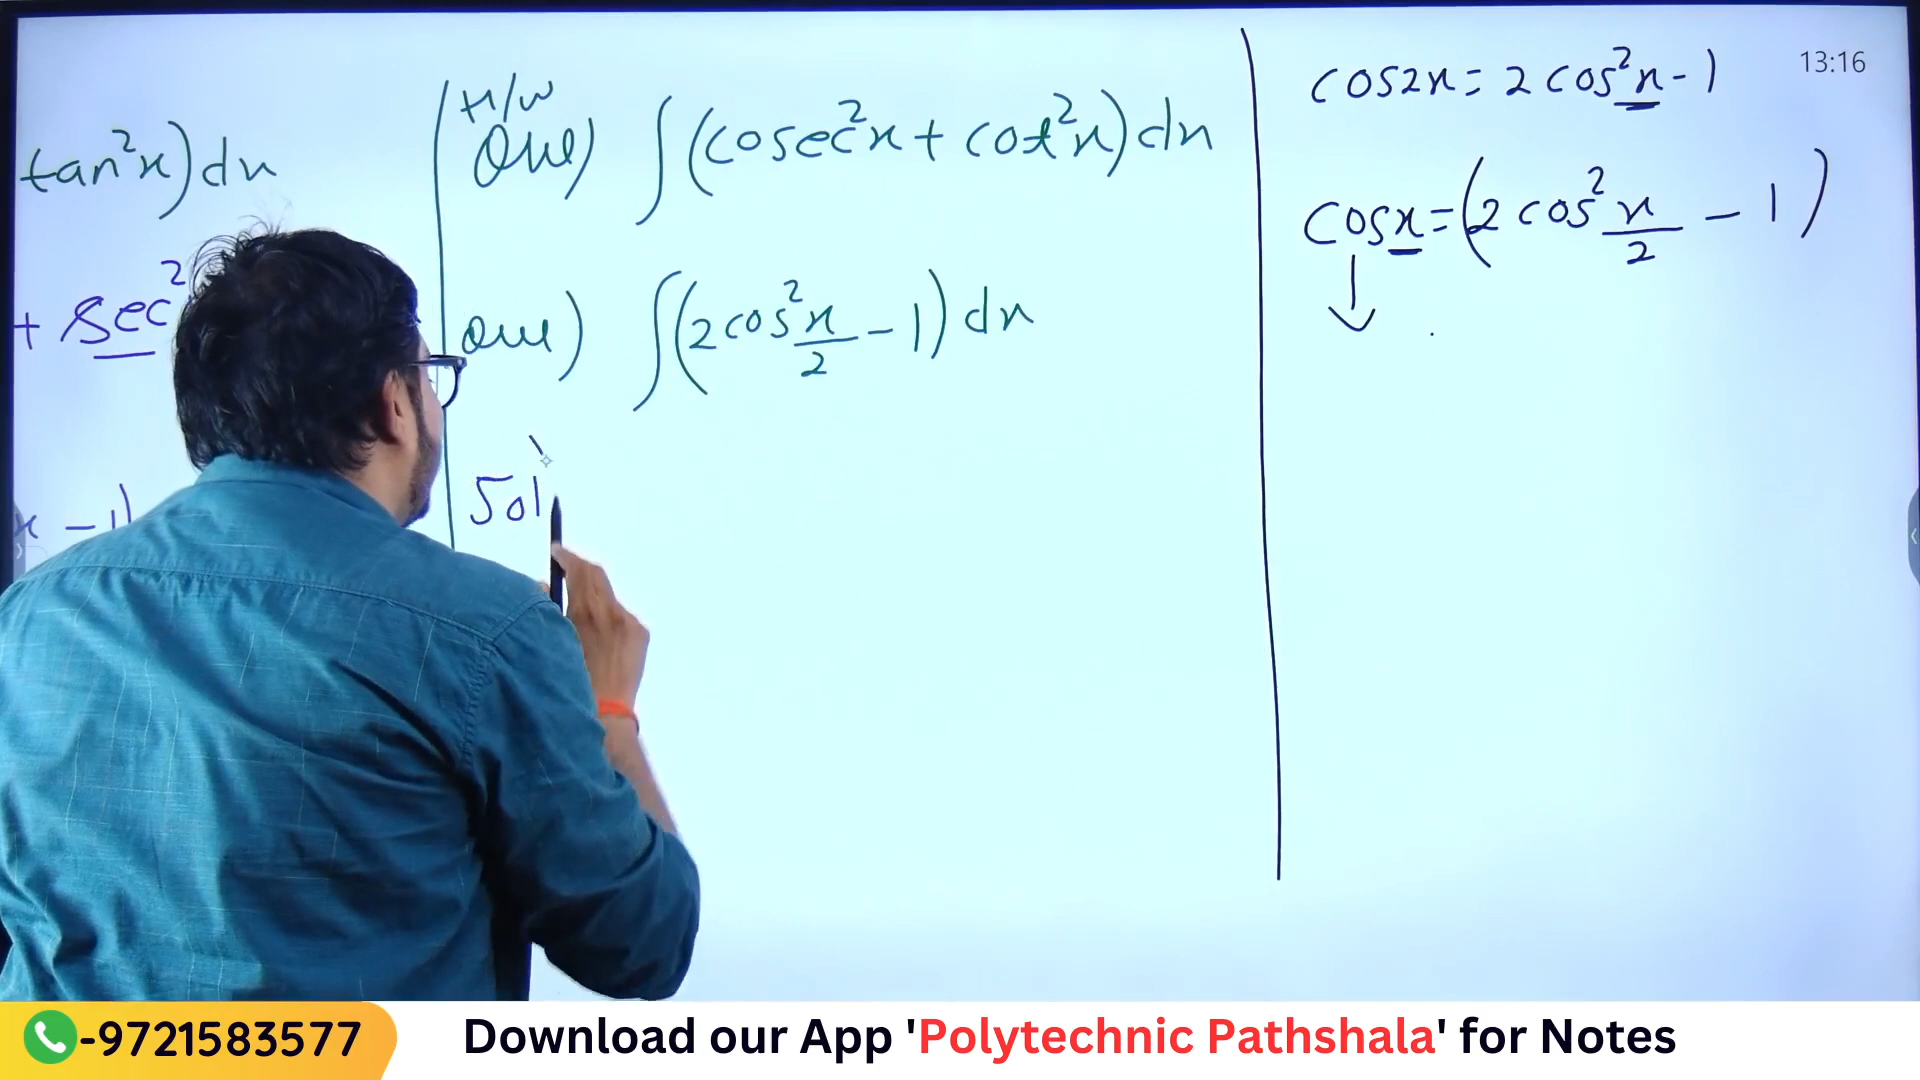 tan²x)dx
+ sec²
x -1)
H/W
Que) ∫(cosec²x + cot²x)dx
Que) ∫(2cos² x/2 - 1)dx
Sol
cos2x = 2cos²x - 1
13:16
cosx = (2cos² x/2 - 1)
-9721583577
Download our App 'Polytechnic Pathshala' for Notes